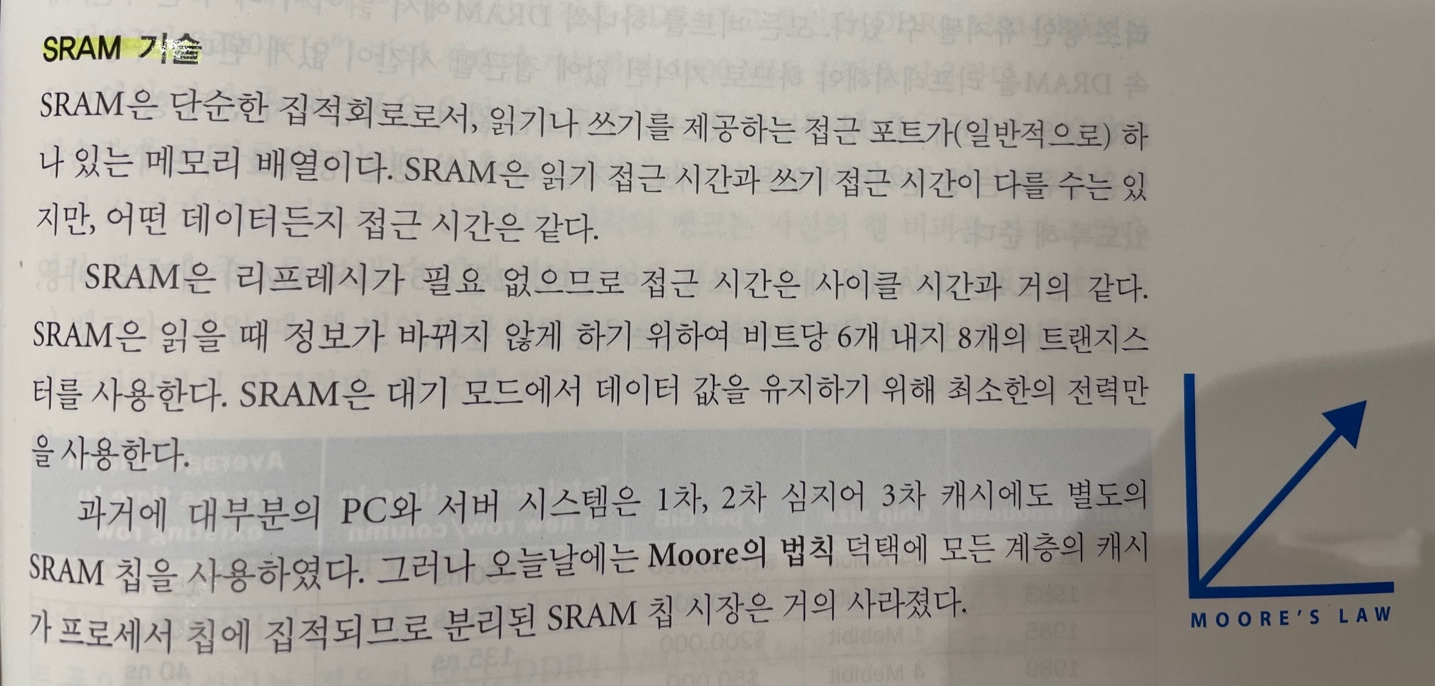 SRAM 기술
SRAM은 단순한 집적회로로서, 읽기나 쓰기를 제공하는 접근 포트가(일반적으로) 하
나 있는 메모리 배열이다. SRAM은 읽기 접근 시간과 쓰기 접근 시간이 다를 수는 있
지만, 어떤 데이터든지 접근 시간은 같다.
SRAM은 리프레시가 필요 없으므로 접근 시간은 사이클 시간과 거의 같다.
SRAM은 읽을 때 정보가 바뀌지 않게 하기 위하여 비트당 6개 내지 8개의 트랜지스
터를 사용한다. SRAM은 대기 모드에서 데이터 값을 유지하기 위해 최소한의 전력만
을 사용한다.
과거에 대부분의 PC와 서버 시스템은 1차, 2차 심지어 3차 캐시에도 별도의
SRAM 칩을 사용하였다. 그러나 오늘날에는 Moore의 법칙 덕택에 모든 계층의 캐시
가 프로세서 칩에 집적되므로 분리된 SRAM 칩 시장은 거의 사라졌다.
MOORE'S LAW